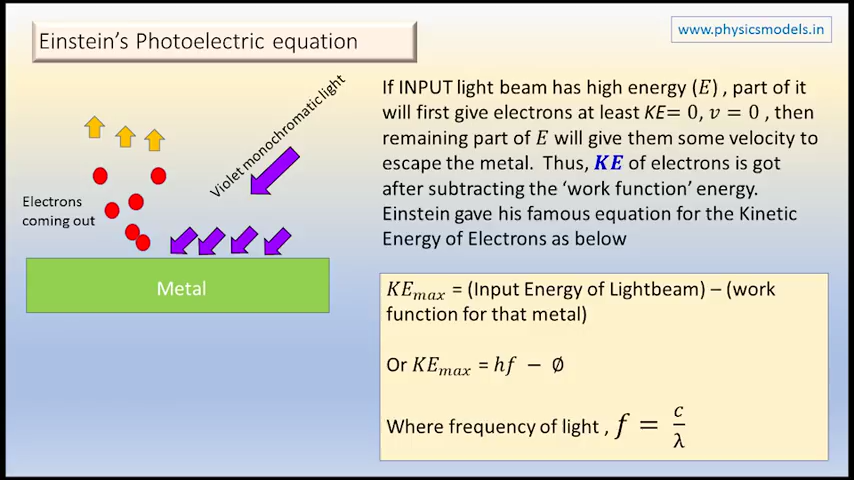 Einstein's Photoelectric equation
www.physicsmodels.in
Violet monochromatic light
Electrons
coming out
Metal
If INPUT light beam has high energy (E) , part of it
will first give electrons at least KE= 0, v = 0 , then
remaining part of E will give them some velocity to
escape the metal. Thus, KE of electrons is got
after subtracting the 'work function' energy.
Einstein gave his famous equation for the Kinetic
Energy of Electrons as below
KEmax = (Input Energy of Lightbeam) – (work
function for that metal)
Or KEmax = hf − ∅
Where frequency of light , f = c/λ